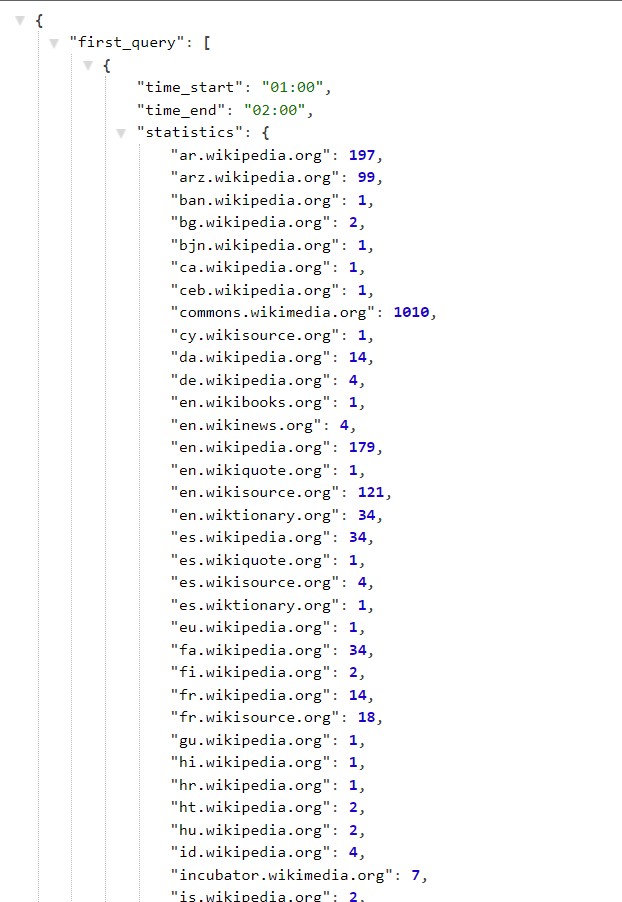 {
"first_query": [
{
"time_start": "01:00",
"time_end": "02:00",
"statistics": {
"ar.wikipedia.org": 197,
"arz.wikipedia.org": 99,
"ban.wikipedia.org": 1,
"bg.wikipedia.org": 2,
"bjn.wikipedia.org": 1,
"ca.wikipedia.org": 1,
"ceb.wikipedia.org": 1,
"commons.wikimedia.org": 1010,
"cy.wikisource.org": 1,
"da.wikipedia.org": 14,
"de.wikipedia.org": 4,
"en.wikibooks.org": 1,
"en.wikinews.org": 4,
"en.wikipedia.org": 179,
"en.wikiquote.org": 1,
"en.wikisource.org": 121,
"en.wiktionary.org": 34,
"es.wikipedia.org": 34,
"es.wikiquote.org": 1,
"es.wikisource.org": 4,
"es.wiktionary.org": 1,
"eu.wikipedia.org": 1,
"fa.wikipedia.org": 34,
"fi.wikipedia.org": 2,
"fr.wikipedia.org": 14,
"fr.wikisource.org": 18,
"gu.wikipedia.org": 1,
"hi.wikipedia.org": 1,
"hr.wikipedia.org": 1,
"ht.wikipedia.org": 2,
"hu.wikipedia.org": 2,
"id.wikipedia.org": 4,
"incubator.wikimedia.org": 7,
"is.wikipedia.org": 2,